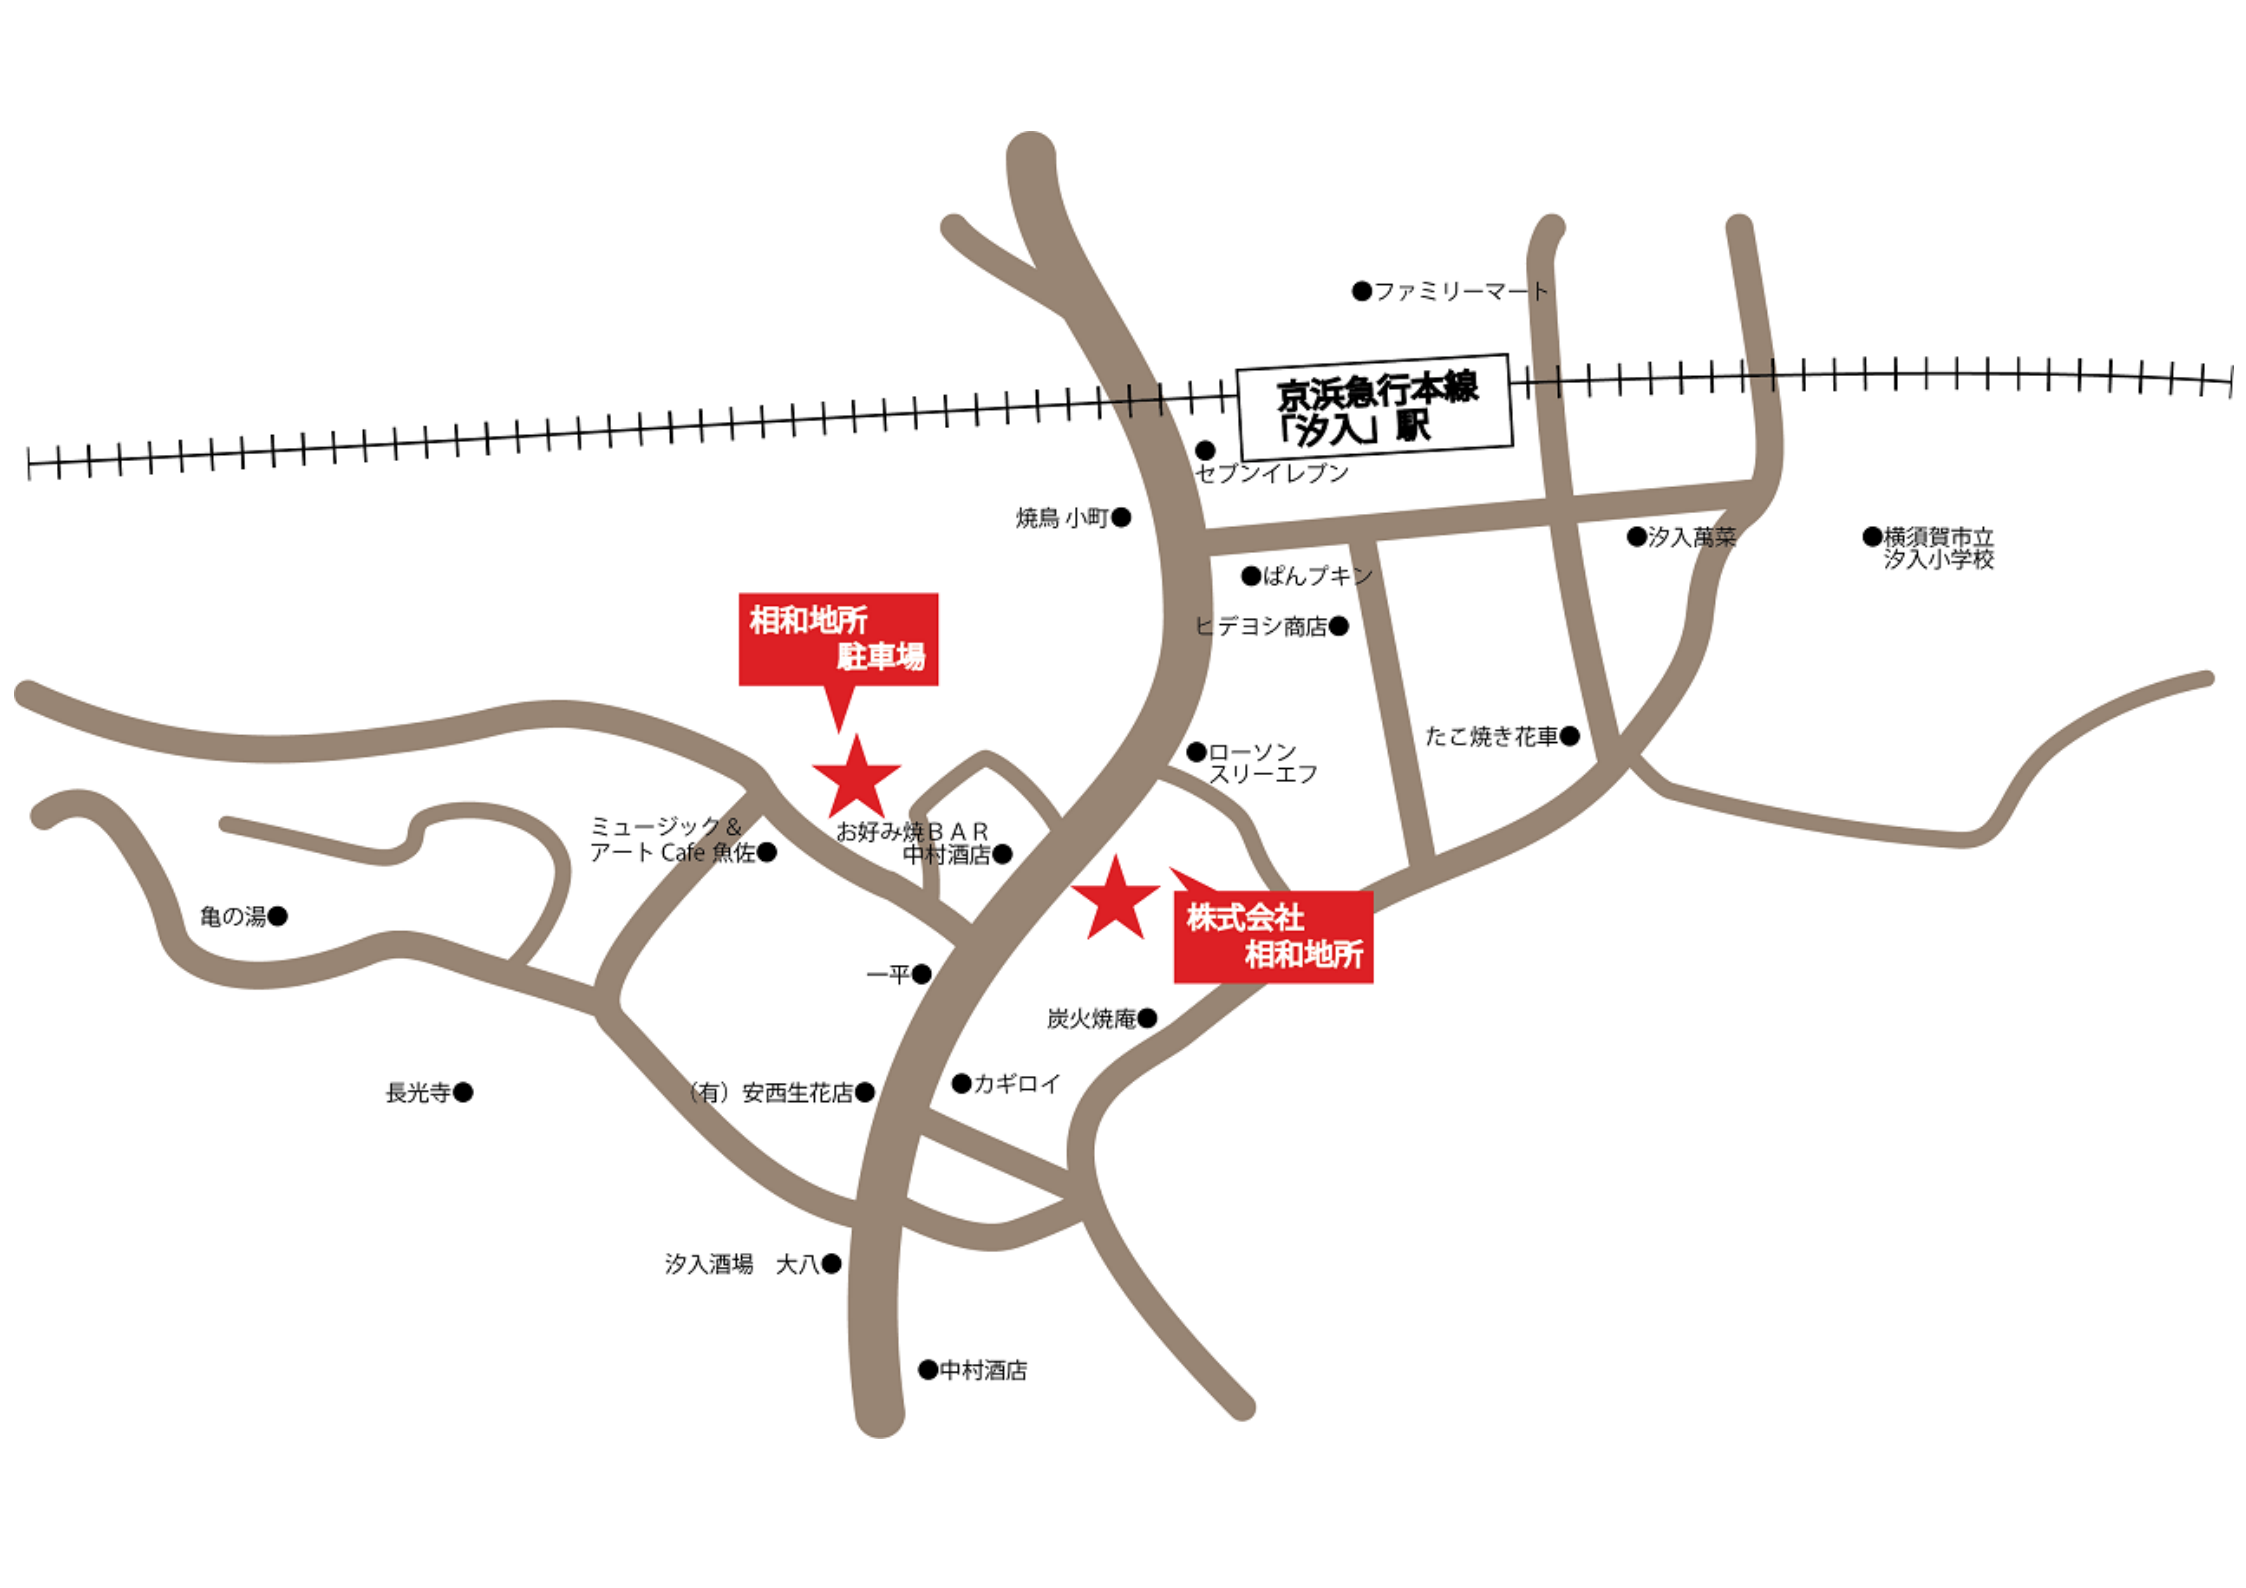 ファミリーマート
京浜急行本線
「汐入」駅
セブンイレブン
焼鳥 小町
汐入萬菜
横須賀市立
汐入小学校
ぱんプキン
ヒデヨシ商店
相和地所
駐車場
たこ焼き花車
ローソン
スリーエフ
ミュージック &
アート Cafe 魚佐
お好み焼ＢＡＲ
中村酒店
亀の湯
株式会社
相和地所
一平
炭火焼庵
カギロイ
長光寺
（有）安西生花店
汐入酒場　大八
中村酒店